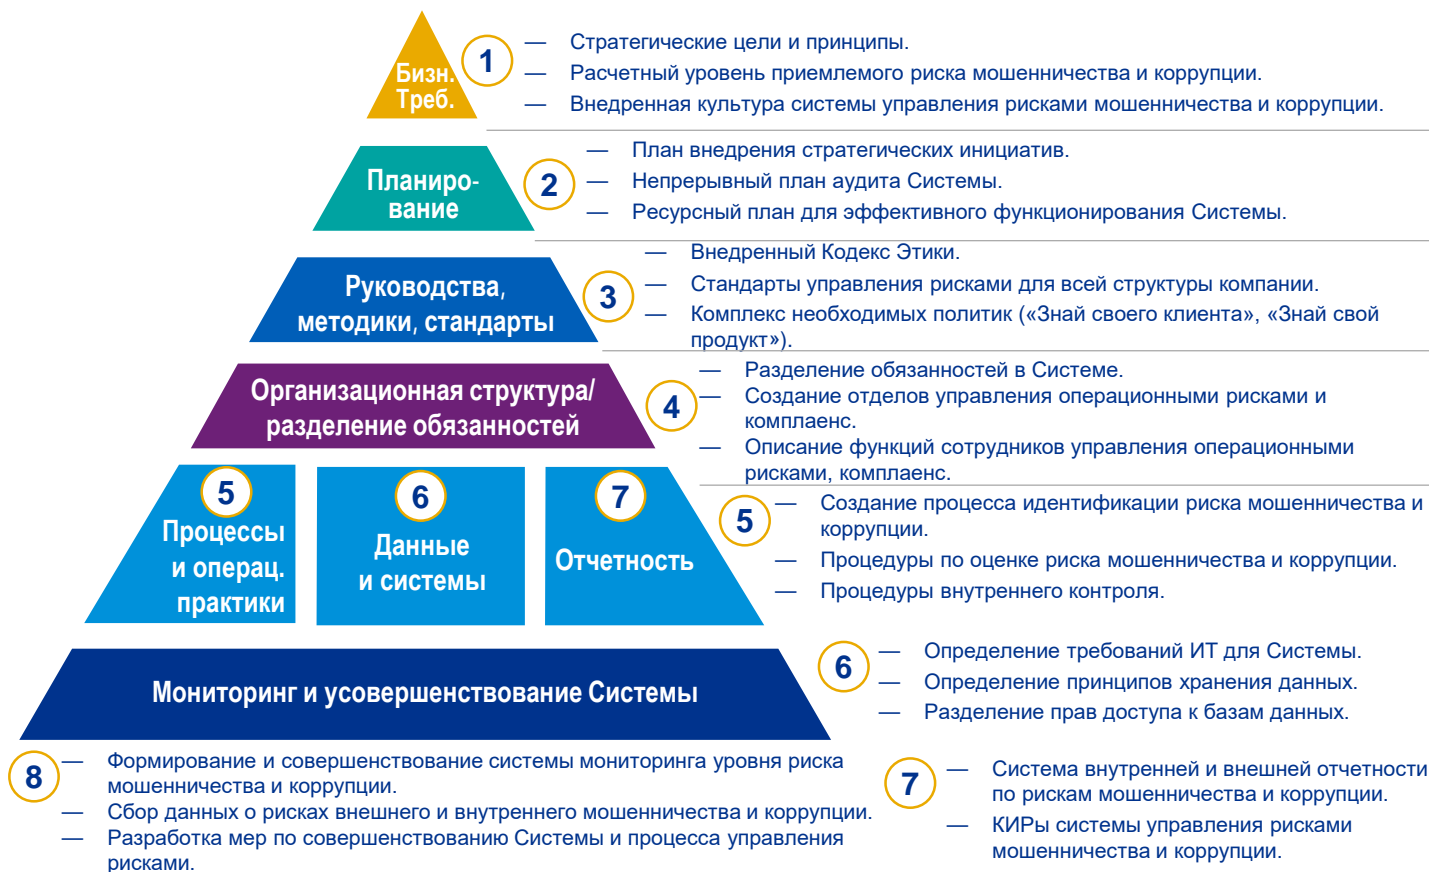 Бизн.
Треб.
1
— Стратегические цели и принципы.
— Расчетный уровень приемлемого риска мошенничества и коррупции.
— Внедренная культура системы управления рисками мошенничества и коррупции.
Планиро-
вание
2
— План внедрения стратегических инициатив.
— Непрерывный план аудита Системы.
— Ресурсный план для эффективного функционирования Системы.
Руководства,
методики, стандарты
3
— Внедренный Кодекс Этики.
— Стандарты управления рисками для всей структуры компании.
— Комплекс необходимых политик («Знай своего клиента», «Знай свой
продукт»).
Организационная структура/
разделение обязанностей
4
— Разделение обязанностей в Системе.
— Создание отделов управления операционными рисками и
комплаенс.
— Описание функций сотрудников управления операционными
рисками, комплаенс.
5
Процессы
и операц.
практики
6
Данные
и системы
7
Отчетность
5
— Создание процесса идентификации риска мошенничества и
коррупции.
— Процедуры по оценке риска мошенничества и коррупции.
— Процедуры внутреннего контроля.
Мониторинг и усовершенствование Системы
6
— Определение требований ИТ для Системы.
— Определение принципов хранения данных.
— Разделение прав доступа к базам данных.
8
— Формирование и совершенствование системы мониторинга уровня риска
мошенничества и коррупции.
— Сбор данных о рисках внешнего и внутреннего мошенничества и коррупции.
— Разработка мер по совершенствованию Системы и процесса управления
рисками.
7
— Система внутренней и внешней отчетности
по рискам мошенничества и коррупции.
— КИРы системы управления рисками
мошенничества и коррупции.